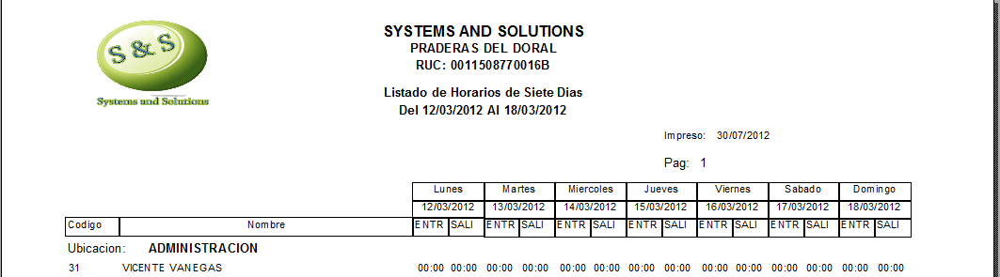 S & S
Systems and Solutions
SYSTEMS AND SOLUTIONS
PRADERAS DEL DORAL
RUC: 0011508770016B
Listado de Horarios de Siete Dias
Del 12/03/2012 Al 18/03/2012
Impreso: 30/07/2012
Pag: 1
Lunes Martes Miercoles Jueves Viernes Sabado Domingo
12/03/2012 13/03/2012 14/03/2012 15/03/2012 16/03/2012 17/03/2012 18/03/2012
Codigo Nombre ENTR SALI ENTR SALI ENTR SALI ENTR SALI ENTR SALI ENTR SALI ENTR SALI
Ubicacion: ADMINISTRACION
31 VICENTE VANEGAS 00:00 00:00 00:00 00:00 00:00 00:00 00:00 00:00 00:00 00:00 00:00 00:00 00:00 00:00